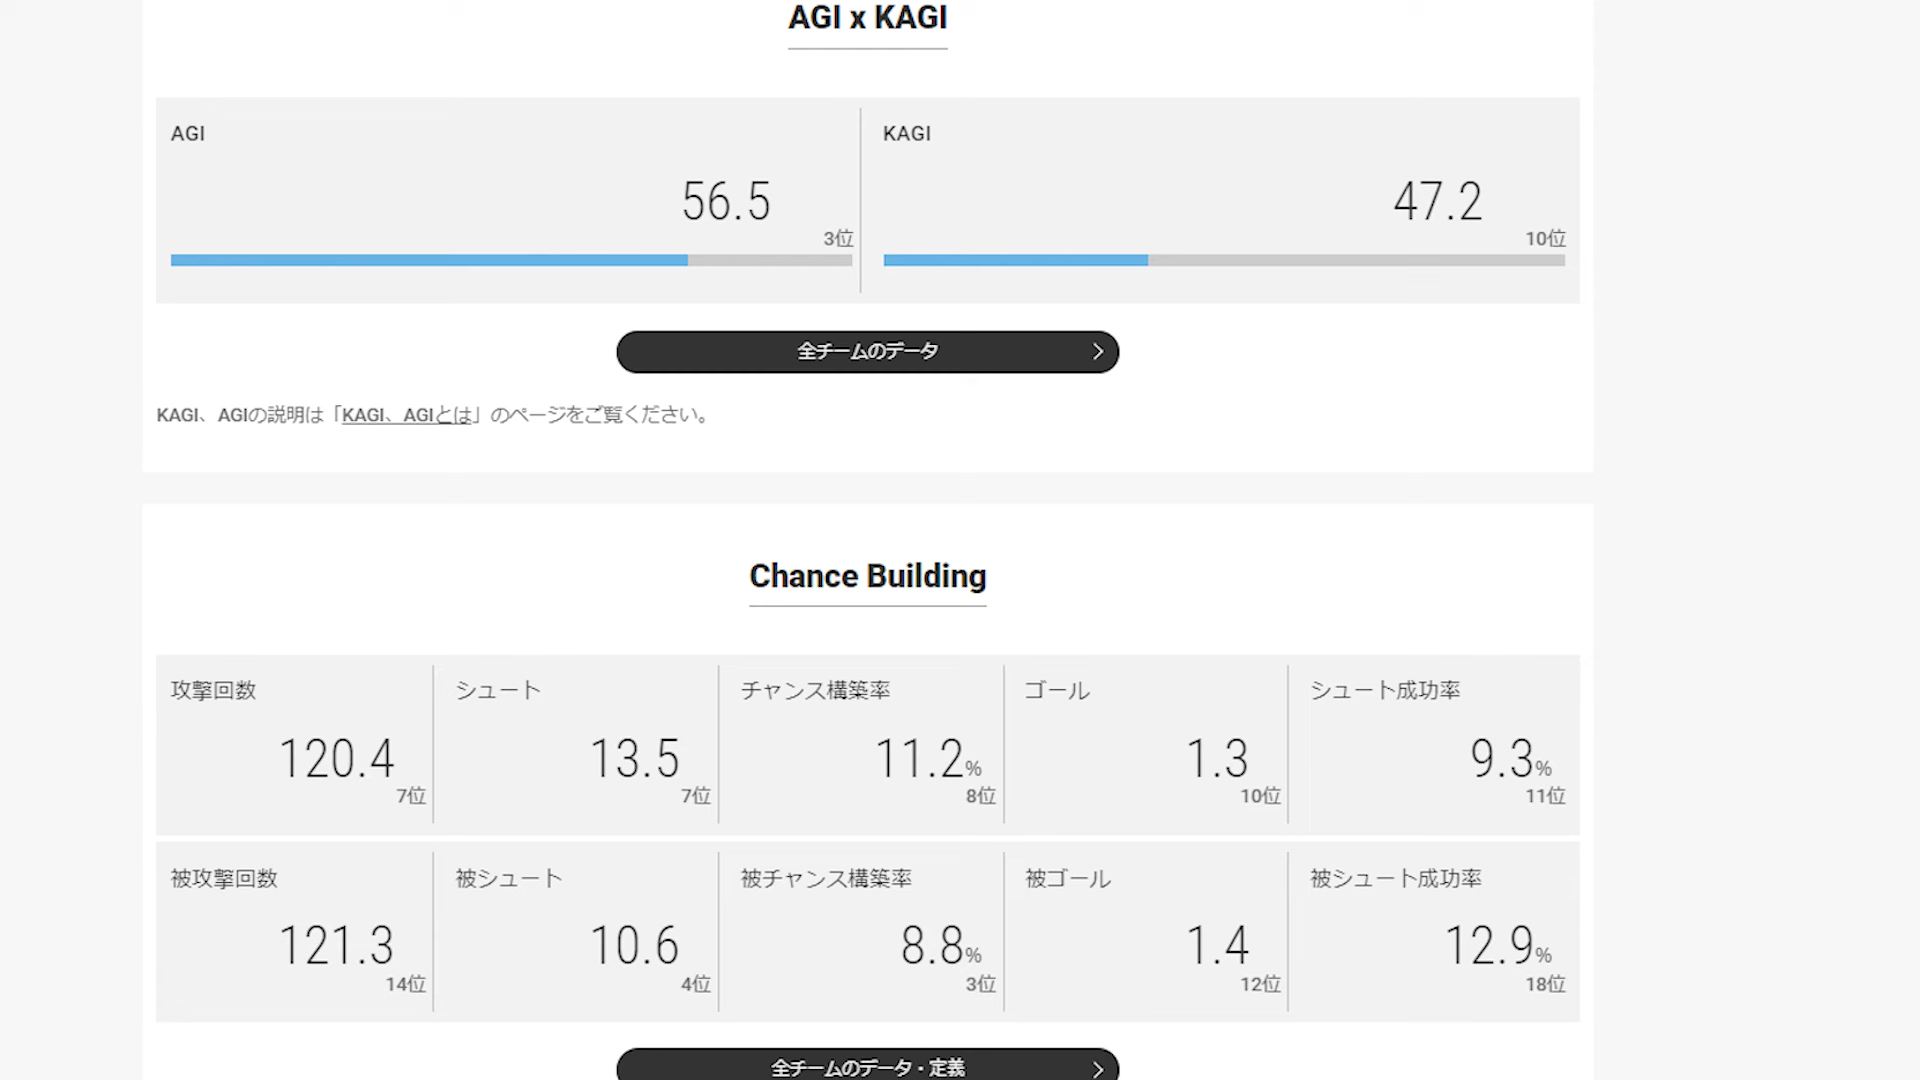 AGI x KAGI
AGI
56.5
3位
KAGI
47.2
10位
全チームのデータ
KAGI、AGIの説明は「KAGI、AGIとは」のページをご覧ください。
Chance Building
攻撃回数
120.4
7位
シュート
13.5
7位
チャンス構築率
11.2%
8位
ゴール
1.3
10位
シュート成功率
9.3%
11位
被攻撃回数
121.3
14位
被シュート
10.6
4位
被チャンス構築率
8.8%
3位
被ゴール
1.4
12位
被シュート成功率
12.9%
18位
全チームのデータ・定義